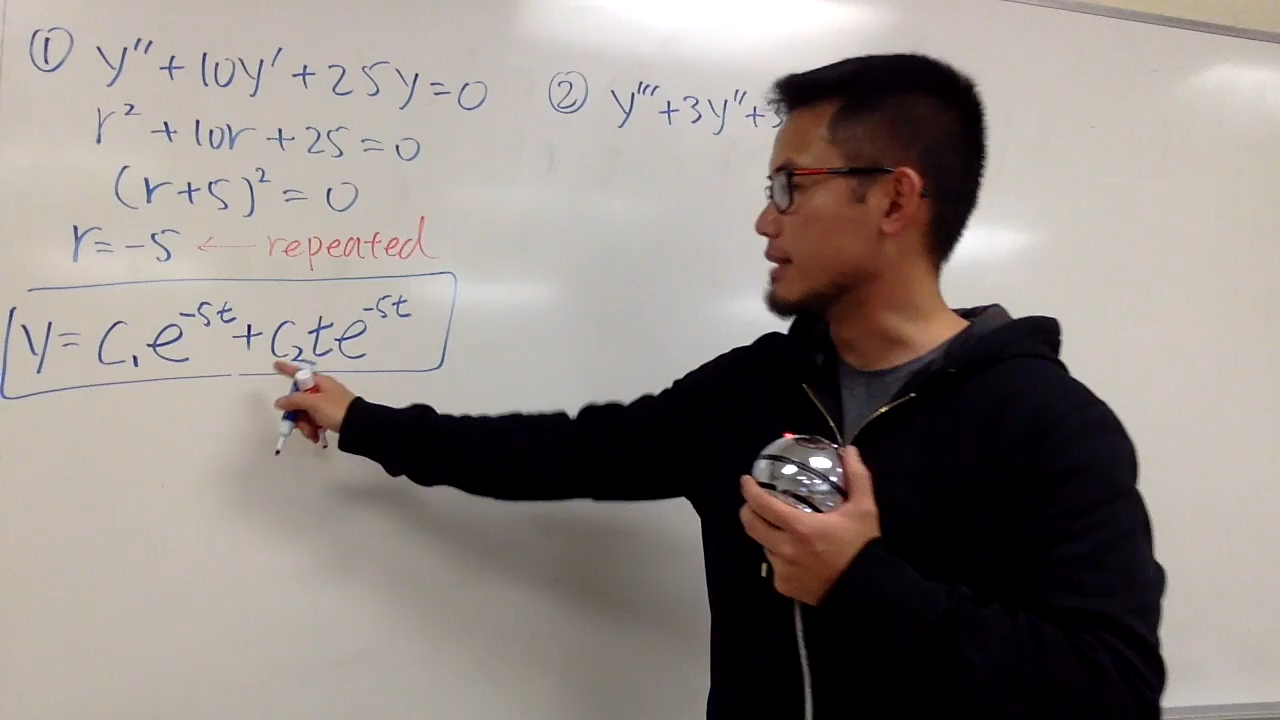 ① y'' + 10y' + 25y = 0
r² + 10r + 25 = 0
(r+5)² = 0
r = -5 ← repeated
y = C₁e^{-5t} + C₂te^{-5t}
② y''' + 3y'' + 3